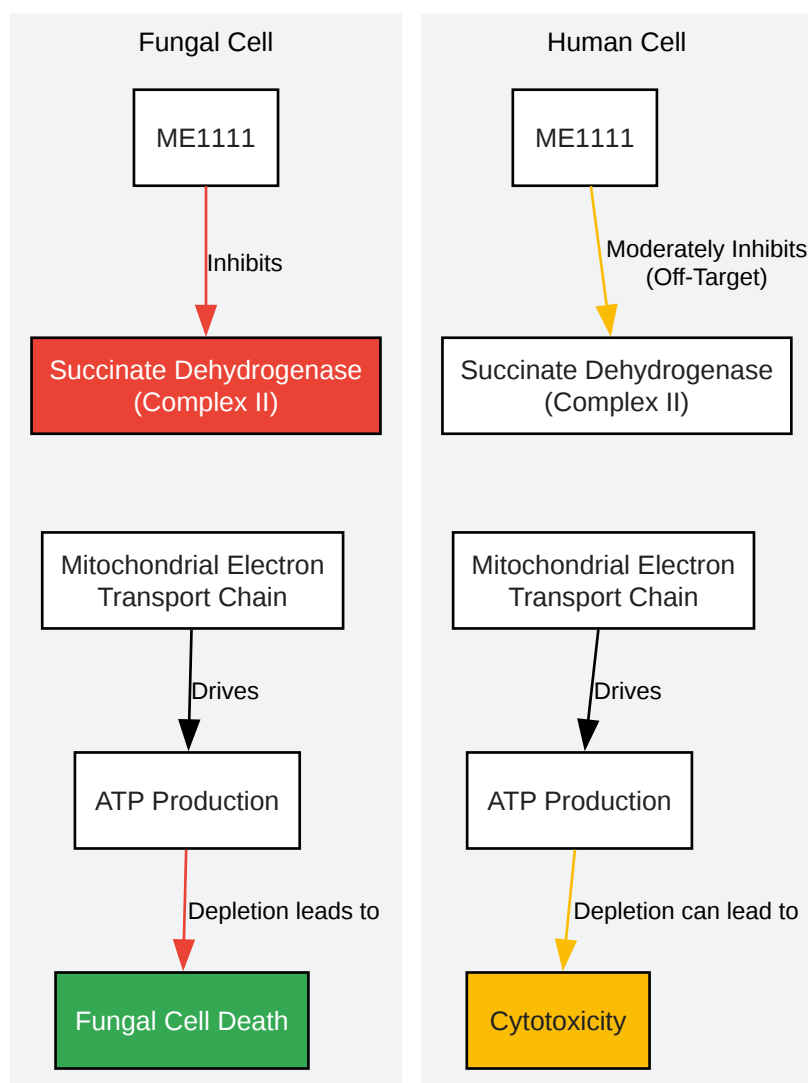 Fungal Cell
ME1111
Inhibits
Succinate Dehydrogenase
(Complex II)
Mitochondrial Electron
Transport Chain
Drives
ATP Production
Depletion leads to
Fungal Cell Death
Human Cell
ME1111
Moderately Inhibits
(Off-Target)
Succinate Dehydrogenase
(Complex II)
Mitochondrial Electron
Transport Chain
Drives
ATP Production
Depletion can lead to
Cytotoxicity